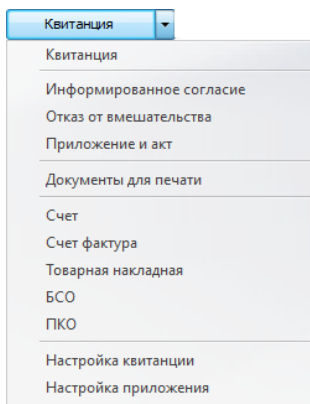 Квитанция
Квитанция
Информированное согласие
Отказ от вмешательства
Приложение и акт
Документы для печати
Счет
Счет фактура
Товарная накладная
БСО
ПКО
Настройка квитанции
Настройка приложения